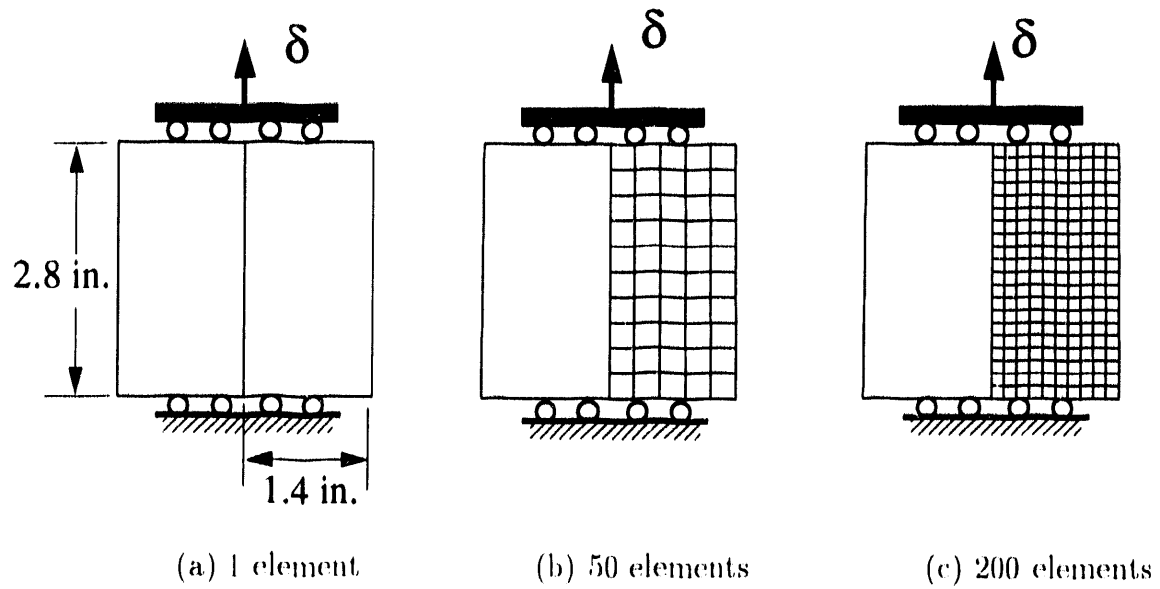 δ
δ
δ
2.8 in.
1.4 in.
(a) 1 element
(b) 50 elements
(c) 200 elements